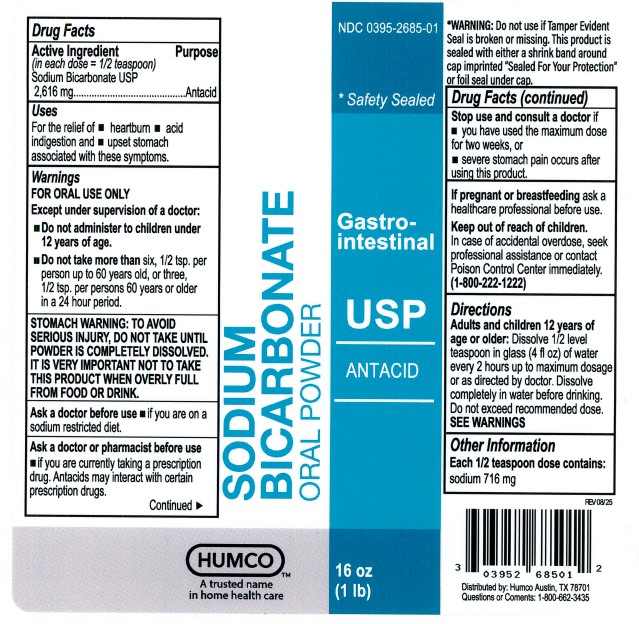 Drug Facts
Active Ingredient Purpose
(in each dose = 1/2 teaspoon)
Sodium Bicarbonate USP
2,616 mg..........................................Antacid
Uses
For the relief of ■ heartburn ■ acid
indigestion and ■ upset stomach
associated with these symptoms.
Warnings
FOR ORAL USE ONLY
Except under supervision of a doctor:
■ Do not administer to children under
12 years of age.
■ Do not take more than six, 1/2 tsp. per
person up to 60 years old, or three,
1/2 tsp. per persons 60 years or older
in a 24 hour period.
STOMACH WARNING: TO AVOID
SERIOUS INJURY, DO NOT TAKE UNTIL
POWDER IS COMPLETELY DISSOLVED.
IT IS VERY IMPORTANT NOT TO TAKE
THIS PRODUCT WHEN OVERLY FULL
FROM FOOD OR DRINK.
Ask a doctor before use ■ if you are on a
sodium restricted diet.
Ask a doctor or pharmacist before use
■ if you are currently taking a prescription
drug. Antacids may interact with certain
prescription drugs.
Continued ►
SODIUM
BICARBONATE
ORAL POWDER
HUMCO™
A trusted name
in home health care
NDC 0395-2685-01
* Safety Sealed
Gastro-
intestinal
USP
ANTACID
16 oz
(1 lb)
*WARNING: Do not use if Tamper Evident
Seal is broken or missing. This product is
sealed with either a shrink band around
cap imprinted "Sealed For Your Protection"
or foil seal under cap.
Drug Facts (continued)
Stop use and consult a doctor if
■ you have used the maximum dose
for two weeks, or
■ severe stomach pain occurs after
using this product.
If pregnant or breastfeeding ask a
healthcare professional before use.
Keep out of reach of children.
In case of accidental overdose, seek
professional assistance or contact
Poison Control Center immediately.
(1-800-222-1222)
Directions
Adults and children 12 years of
age or older: Dissolve 1/2 level
teaspoon in glass (4 fl oz) of water
every 2 hours up to maximum dosage
or as directed by doctor. Dissolve
completely in water before drinking.
Do not exceed recommended dose.
SEE WARNINGS
Other Information
Each 1/2 teaspoon dose contains:
sodium 716 mg
REV 08/25
3 03952 68501 2
Distributed by: Humco Austin, TX 78701
Questions or Coments: 1-800-662-3435